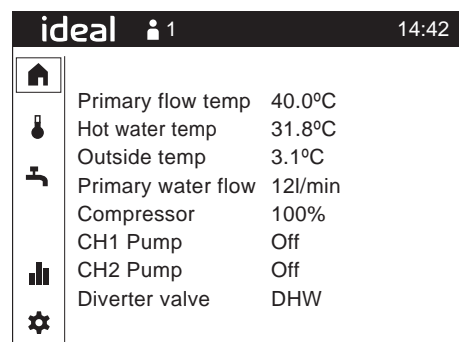 ideal 1 14:42
Primary flow temp 40.0ºC
Hot water temp 31.8ºC
Outside temp 3.1ºC
Primary water flow 12l/min
Compressor 100%
CH1 Pump Off
CH2 Pump Off
Diverter valve DHW